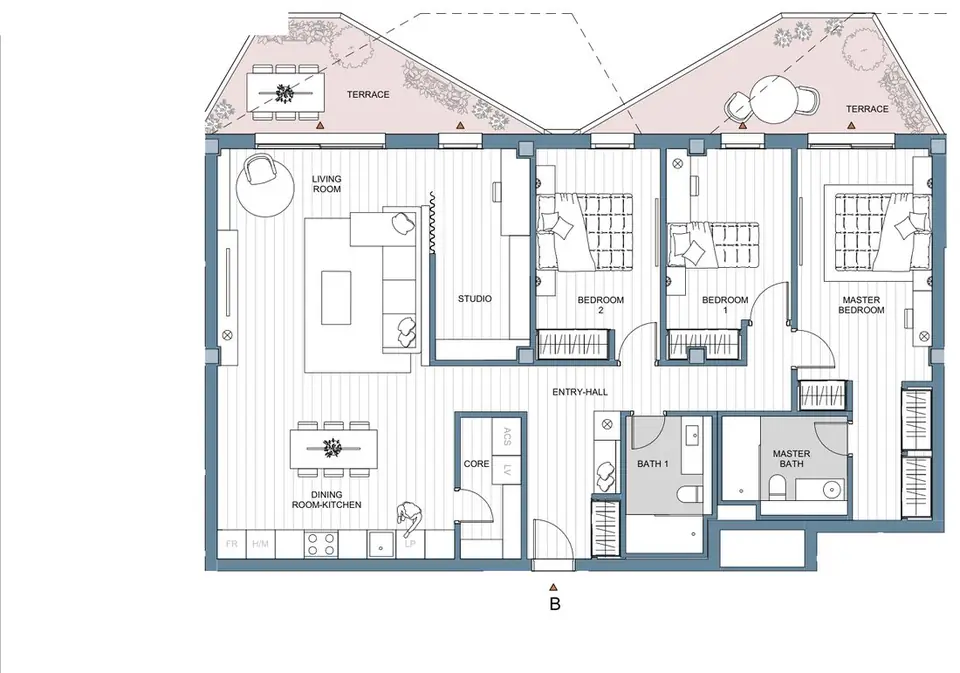 TERRACE
TERRACE
LIVING
ROOM
STUDIO
BEDROOM
2
BEDROOM
1
MASTER
BEDROOM
ENTRY-HALL
ACS
LV
CORE
BATH 1
MASTER
BATH
DINING
ROOM-KITCHEN
FR
H/M
LP
B